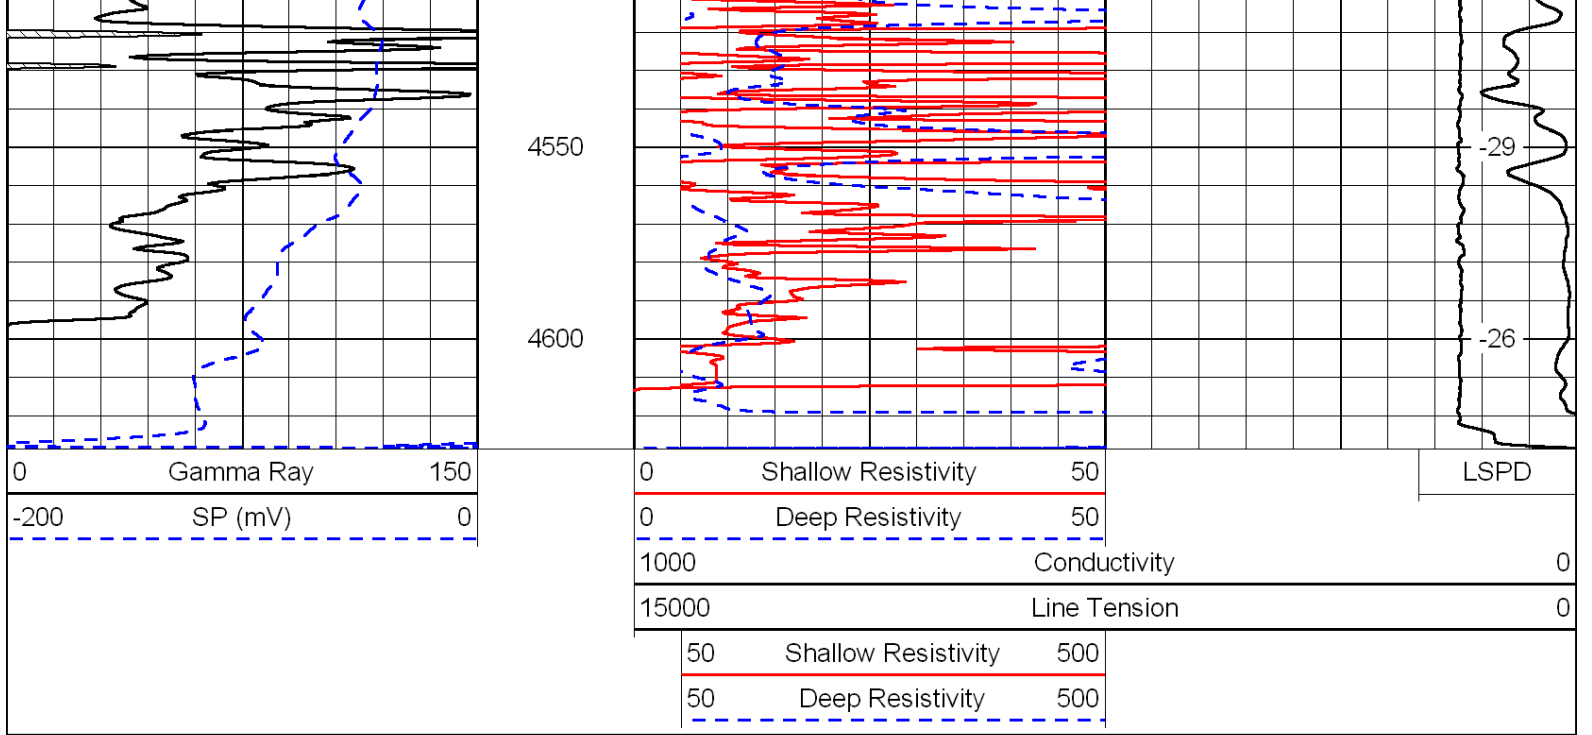 4550 -29
4600 -26
0 Gamma Ray 150 0 Shallow Resistivity 50 LSPD
-200 SP (mV) 0 0 Deep Resistivity 50
1000 Conductivity 0
15000 Line Tension 0
50 Shallow Resistivity 500
50 Deep Resistivity 500